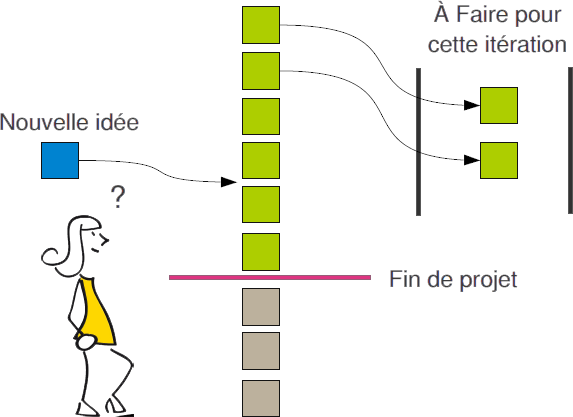 À Faire pour
cette itération
Nouvelle idée
?
Fin de projet